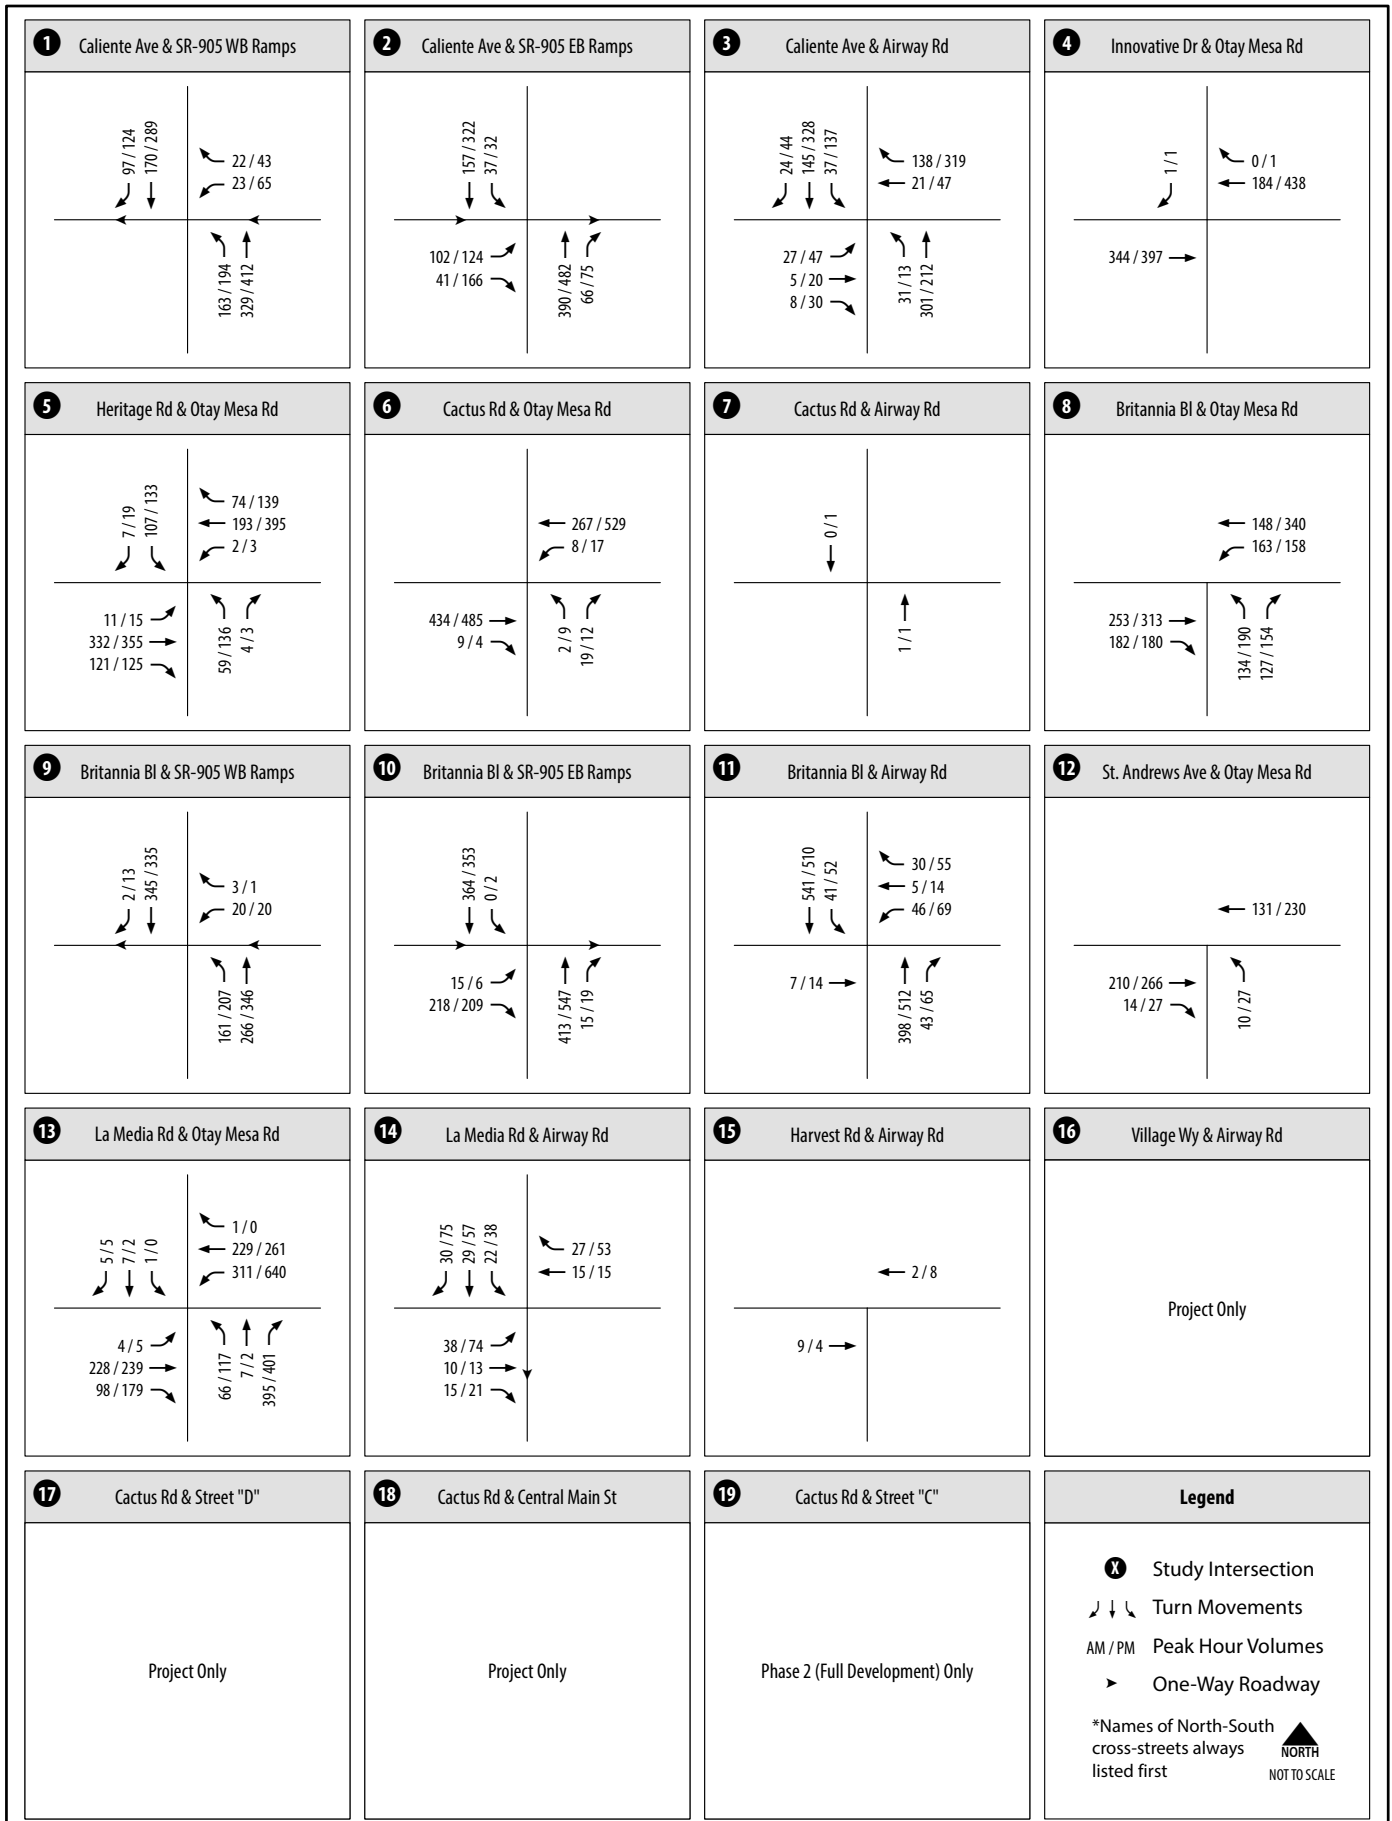 1 Caliente Ave & SR-905 WB Ramps
97 / 124
170 / 289
22 / 43
23 / 65
163 / 194
329 / 412
2 Caliente Ave & SR-905 EB Ramps
157 / 322
37 / 32
102 / 124
41 / 166
390 / 482
66 / 75
3 Caliente Ave & Airway Rd
24 / 44
145 / 328
37 / 137
138 / 319
21 / 47
27 / 47
5 / 20
8 / 30
31 / 13
301 / 212
4 Innovative Dr & Otay Mesa Rd
1 / 1
0 / 1
184 / 438
344 / 397
5 Heritage Rd & Otay Mesa Rd
7 / 19
107 / 133
74 / 139
193 / 395
2 / 3
11 / 15
332 / 355
121 / 125
59 / 136
4 / 3
6 Cactus Rd & Otay Mesa Rd
267 / 529
8 / 17
434 / 485
9 / 4
2 / 9
19 / 12
7 Cactus Rd & Airway Rd
0 / 1
1 / 1
8 Britannia Bl & Otay Mesa Rd
148 / 340
163 / 158
253 / 313
182 / 180
134 / 190
127 / 154
9 Britannia Bl & SR-905 WB Ramps
2 / 13
345 / 335
3 / 1
20 / 20
161 / 207
266 / 346
10 Britannia Bl & SR-905 EB Ramps
364 / 353
0 / 2
15 / 6
218 / 209
413 / 547
15 / 19
11 Britannia Bl & Airway Rd
541 / 510
41 / 52
30 / 55
5 / 14
46 / 69
7 / 14
398 / 512
43 / 65
12 St. Andrews Ave & Otay Mesa Rd
131 / 230
210 / 266
14 / 27
10 / 27
13 La Media Rd & Otay Mesa Rd
5 / 5
7 / 2
1 / 0
1 / 0
229 / 261
311 / 640
4 / 5
228 / 239
98 / 179
66 / 117
7 / 2
395 / 401
14 La Media Rd & Airway Rd
30 / 75
29 / 57
22 / 38
27 / 53
15 / 15
38 / 74
10 / 13
15 / 21
15 Harvest Rd & Airway Rd
2 / 8
9 / 4
16 Village Wy & Airway Rd
Project Only
17 Cactus Rd & Street "D"
Project Only
18 Cactus Rd & Central Main St
Project Only
19 Cactus Rd & Street "C"
Phase 2 (Full Development) Only
Legend
X Study Intersection
Turn Movements
AM / PM Peak Hour Volumes
One-Way Roadway
*Names of North-South
cross-streets always
listed first
NORTH
NOT TO SCALE